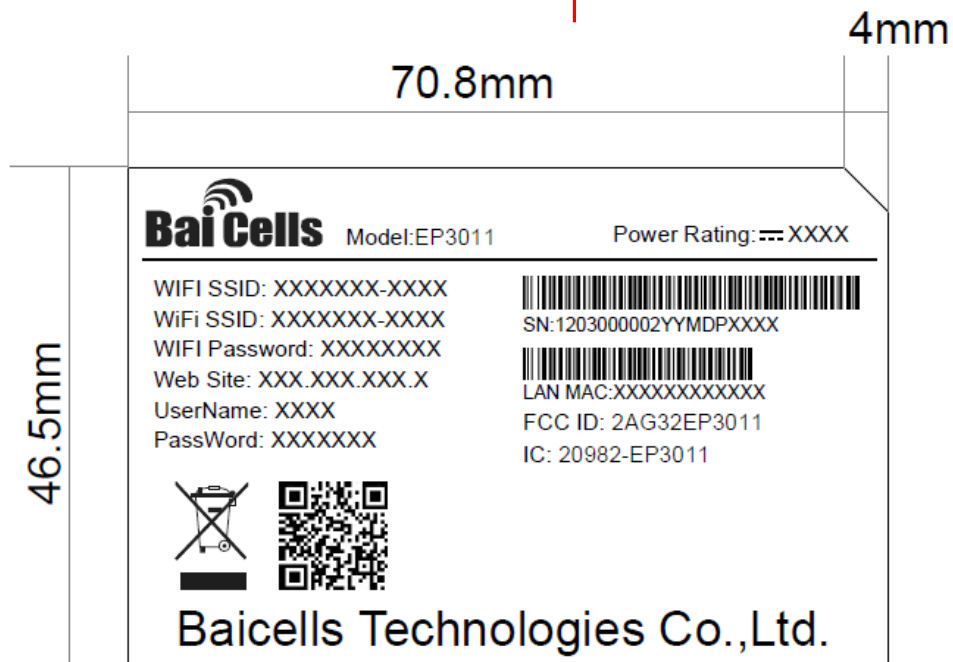 4mm
70.8mm
46.5mm
BaiCells Model:EP3011 Power Rating: XXXX
WIFI SSID: XXXXXXX-XXXX
WiFi SSID: XXXXXXX-XXXX
WIFI Password: XXXXXXXX
Web Site: XXX.XXX.XXX.X
UserName: XXXX
PassWord: XXXXXXX
SN:1203000002YYMDPXXXX
LAN MAC:XXXXXXXXXXXX
FCC ID: 2AG32EP3011
IC: 20982-EP3011
Baicells Technologies Co.,Ltd.